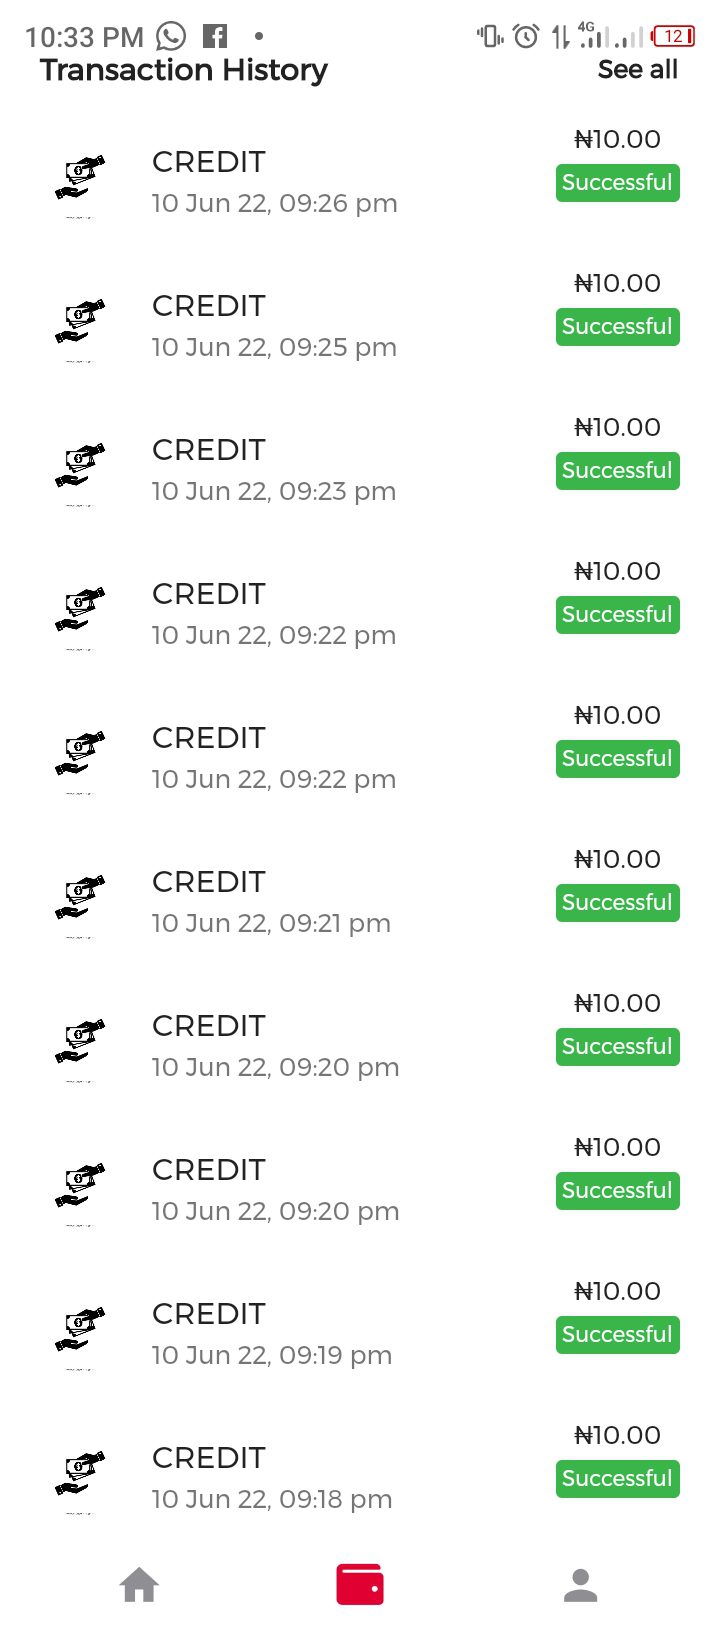 10:33 PM
4G
12
Transaction History
See all
CREDIT
₦10.00
10 Jun 22, 09:26 pm
Successful
CREDIT
₦10.00
10 Jun 22, 09:25 pm
Successful
CREDIT
₦10.00
10 Jun 22, 09:23 pm
Successful
CREDIT
₦10.00
10 Jun 22, 09:22 pm
Successful
CREDIT
₦10.00
10 Jun 22, 09:22 pm
Successful
CREDIT
₦10.00
10 Jun 22, 09:21 pm
Successful
CREDIT
₦10.00
10 Jun 22, 09:20 pm
Successful
CREDIT
₦10.00
10 Jun 22, 09:20 pm
Successful
CREDIT
₦10.00
10 Jun 22, 09:19 pm
Successful
CREDIT
₦10.00
10 Jun 22, 09:18 pm
Successful